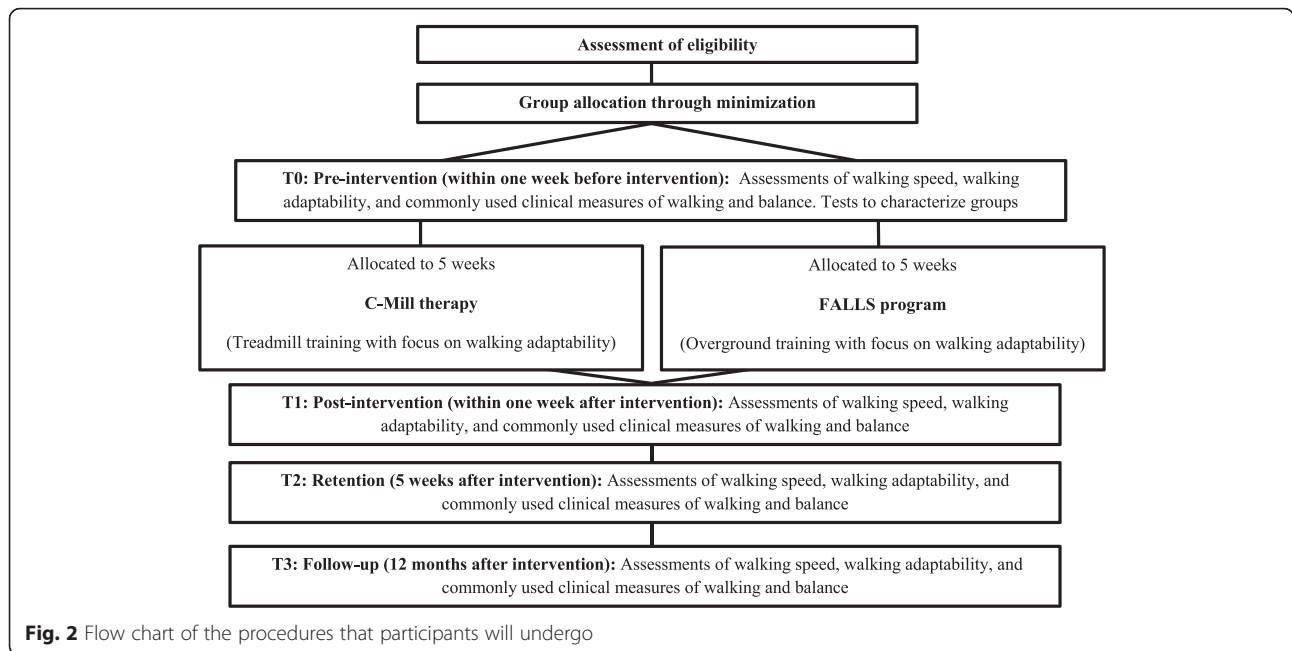 Assessment of eligibility
Group allocation through minimization
T0: Pre-intervention (within one week before intervention): Assessments of walking speed, walking
adaptability, and commonly used clinical measures of walking and balance. Tests to characterize groups
Allocated to 5 weeks
C-Mill therapy
(Treadmill training with focus on walking adaptability)
Allocated to 5 weeks
FALLS program
(Overground training with focus on walking adaptability)
T1: Post-intervention (within one week after intervention): Assessments of walking speed, walking
adaptability, and commonly used clinical measures of walking and balance
T2: Retention (5 weeks after intervention): Assessments of walking speed, walking adaptability, and
commonly used clinical measures of walking and balance
T3: Follow-up (12 months after intervention): Assessments of walking speed, walking adaptability, and
commonly used clinical measures of walking and balance
Fig. 2 Flow chart of the procedures that participants will undergo